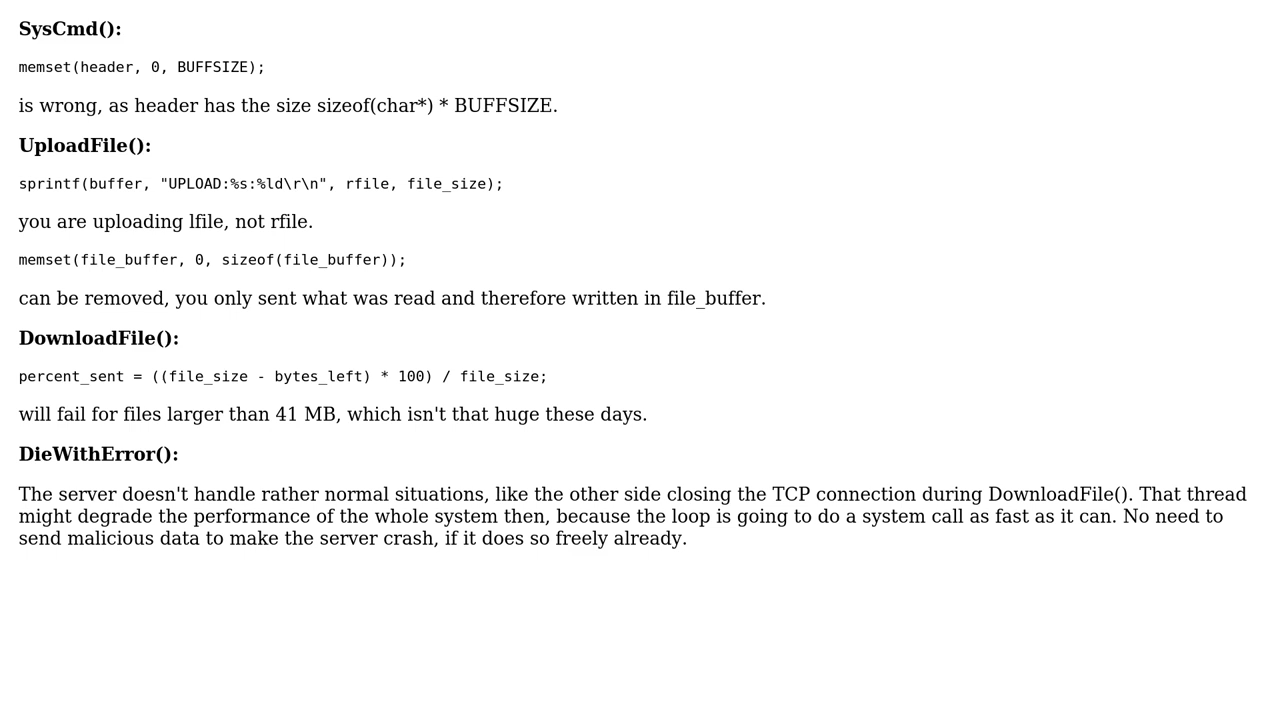 SysCmd():
memset(header, 0, BUFFSIZE);
is wrong, as header has the size sizeof(char*) * BUFFSIZE.
UploadFile():
sprintf(buffer, "UPLOAD:%s:%ld\r\n", rfile, file_size);
you are uploading lfile, not rfile.
memset(file_buffer, 0, sizeof(file_buffer));
can be removed, you only sent what was read and therefore written in file_buffer.
DownloadFile():
percent_sent = ((file_size - bytes_left) * 100) / file_size;
will fail for files larger than 41 MB, which isn't that huge these days.
DieWithError():
The server doesn't handle rather normal situations, like the other side closing the TCP connection during DownloadFile(). That thread
might degrade the performance of the whole system then, because the loop is going to do a system call as fast as it can. No need to
send malicious data to make the server crash, if it does so freely already.